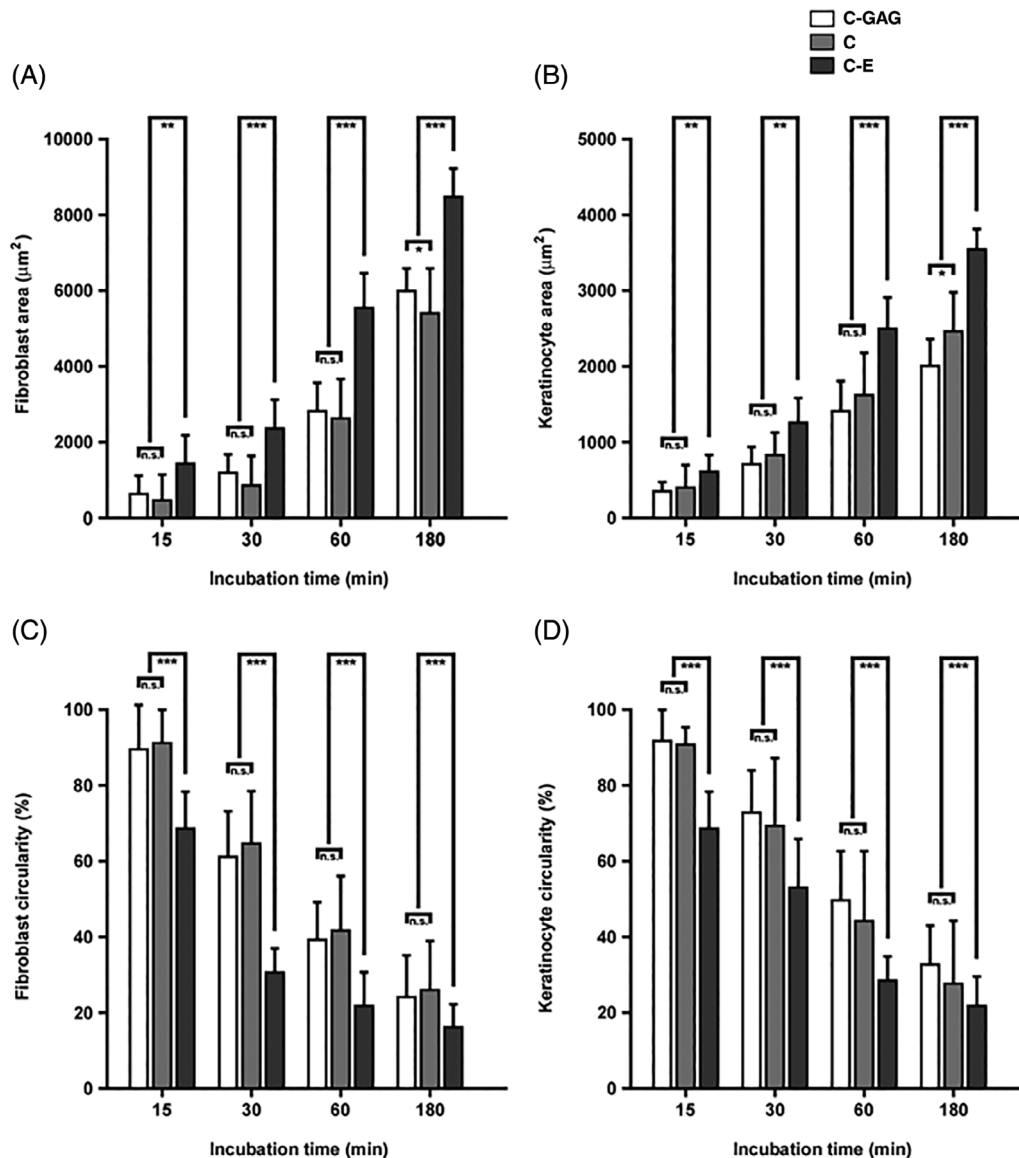 C-GAG
C
C-E
(A)
** *** *** ***
10000
8000
6000
4000
2000
0
Fibroblast area (μm²)
n.s. n.s. n.s. *
15 30 60 180
Incubation time (min)
(B)
** ** *** ***
5000
4000
3000
2000
1000
0
Keratinocyte area (μm²)
n.s. n.s. n.s. *
15 30 60 180
Incubation time (min)
(C)
*** *** *** ***
100
80
60
40
20
0
Fibroblast circularity (%)
n.s. n.s. n.s. n.s.
15 30 60 180
Incubation time (min)
(D)
*** *** *** ***
100
80
60
40
20
0
Keratinocyte circularity (%)
n.s. n.s. n.s. n.s.
15 30 60 180
Incubation time (min)